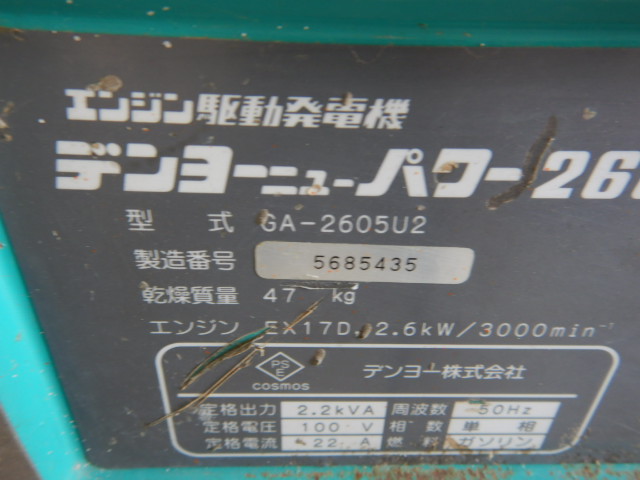 エンジン駆動発電機
デンヨーニューパワー26
型 式 GA-2605U2
製造番号 5685435
乾燥質量 47 kg
エンジン EX17D, 2.6kW/3000min⁻¹
PS E
COSMOS
デンヨー株式会社
定格出力 2.2kVA 周波数 50Hz
定格電圧 100 V 相 数 単 相
定格電流 22 A 燃 料 ガソリン